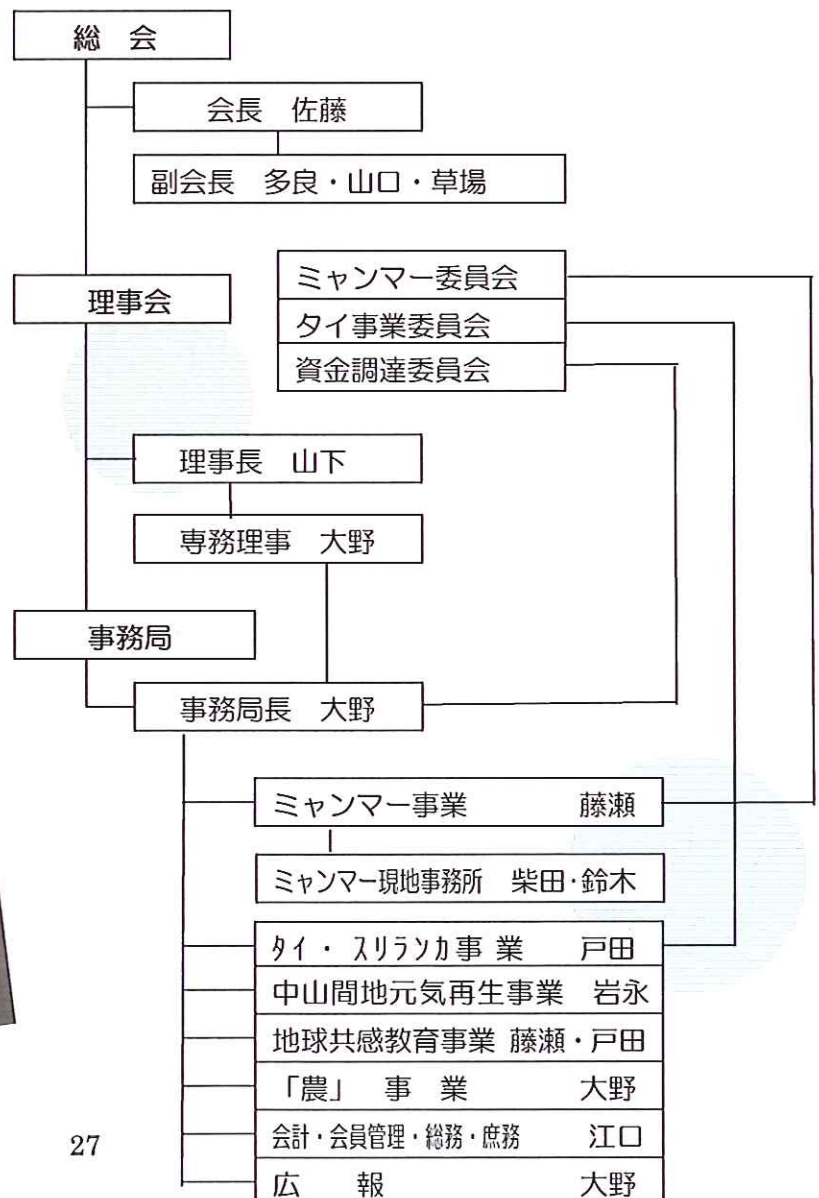 総 会
会長 佐藤
副会長 多良・山口・草場
理事会
ミャンマー委員会
タイ事業委員会
資金調達委員会
理事長 山下
専務理事 大野
事務局
事務局長 大野
ミャンマー事業 藤瀬
ミャンマー現地事務所 柴田・鈴木
タイ・スリランカ事業 戸田
中山間地元気再生事業 岩永
地球共感教育事業 藤瀬・戸田
「農」 事 業 大野
会計・会員管理・総務・庶務 江口
広 報 大野
27